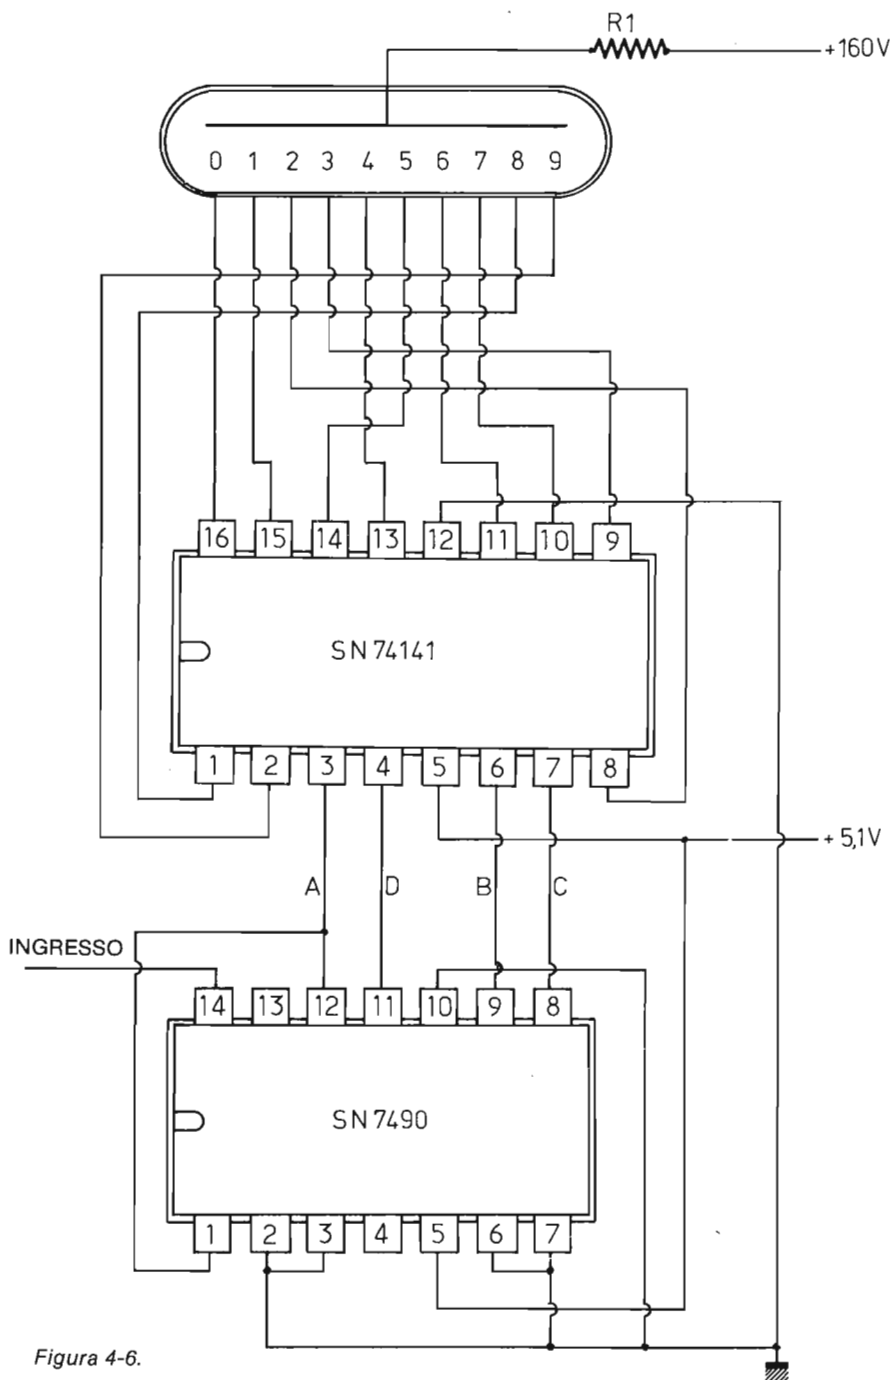 R1
+160V
0 1 2 3 4 5 6 7 8 9
16 15 14 13 12 11 10 9
SN 74141
1 2 3 4 5 6 7 8
+ 5,1V
A D B C
INGRESSO
14 13 12 11 10 9 8
SN 7490
1 2 3 4 5 6 7
Figura 4-6.